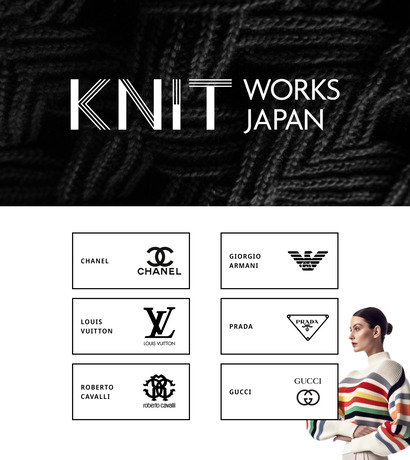 KNIT WORKS
JAPAN
CHANEL
CHANEL
GIORGIO
ARMANI
LOUIS
VUITTON
LV
LOUIS VUITTON
PRADA
PRADA
ROBERTO
CAVALLI
roberto cavalli
GUCCI
GUCCI